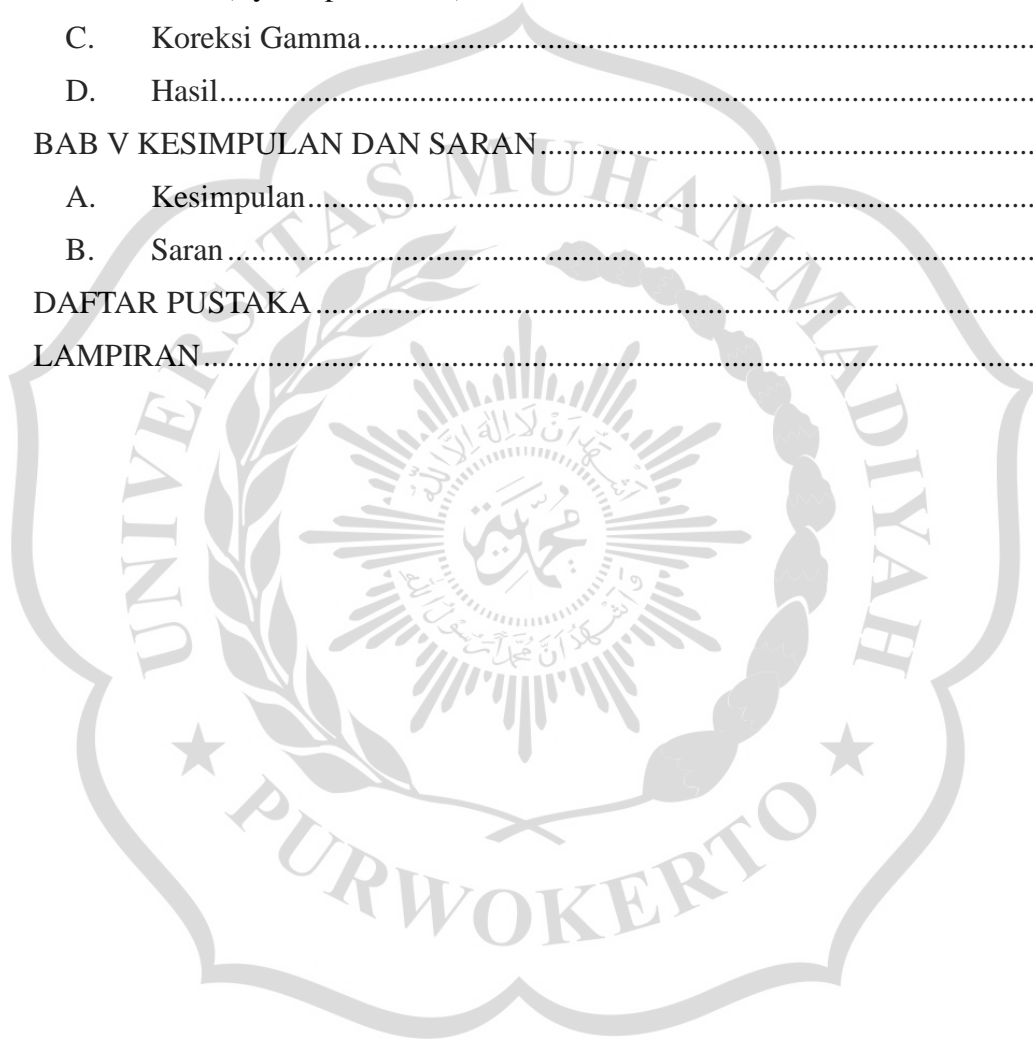 C. Koreksi Gamma
D. Hasil
BAB V KESIMPULAN DAN SARAN
A. Kesimpulan
B. Saran
DAFTAR PUSTAKA
LAMPIRAN
UNIVERSITAS MUHAMMADIYAH
PURWOKERTO